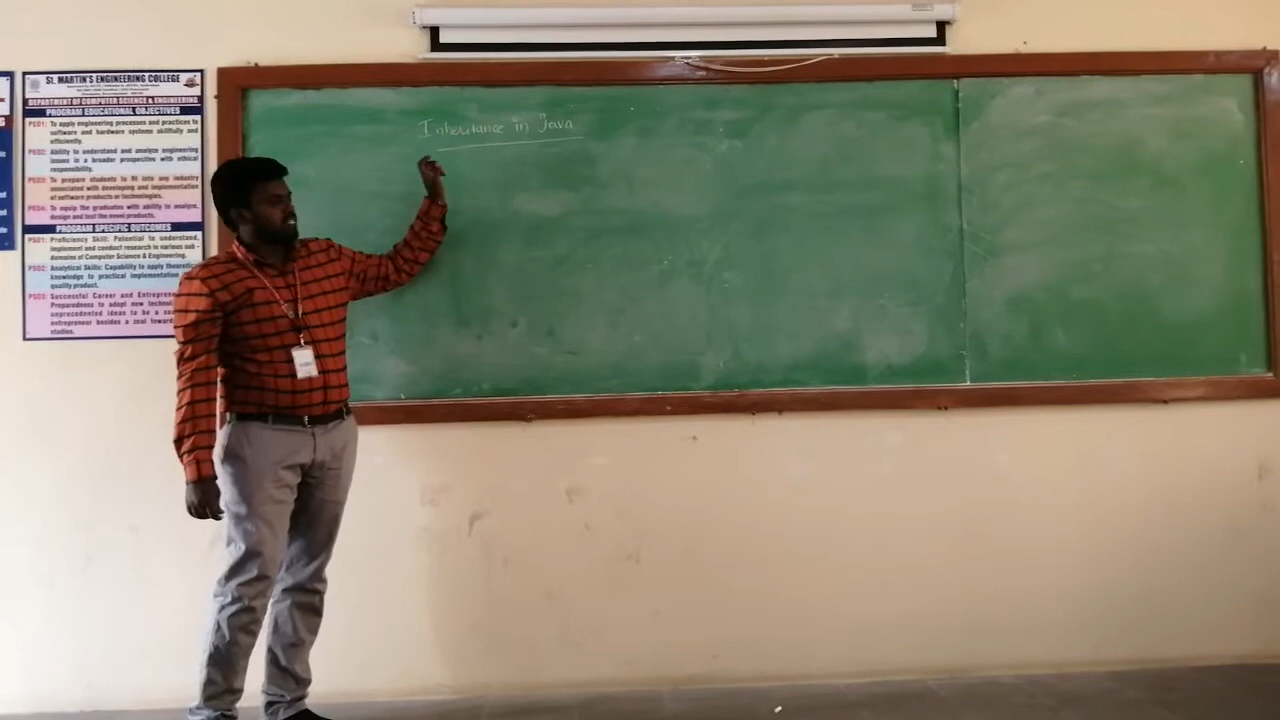 St. MARTIN'S ENGINEERING COLLEGE
DEPARTMENT OF COMPUTER SCIENCE & ENGINEERING
PROGRAM EDUCATIONAL OBJECTIVES
PEO1: To apply engineering processes and practices to
software and hardware systems skillfully and
efficiently.
PEO2: Ability to understand and analyze engineering
issues in a broader prospective with ethical
responsibility.
PEO3: To prepare students to fit into any industry
associated with developing and implementation
of software products or technologies.
PEO4: To equip the graduates with ability to analyze,
design and test the novel products.
PROGRAM SPECIFIC OUTCOMES
PSO1: Proficiency Skill: Potential to understand,
implement and conduct research in various sub -
domains of Computer Science & Engineering.
PSO2: Analytical Skills: Capability to apply
knowledge to practical implementation
quality product.
PSO3: Successful Career and
Preparedness to adopt new
unprecedented ideas to be a
entrepreneur besides a zeal
studies.
Inheritance in Java